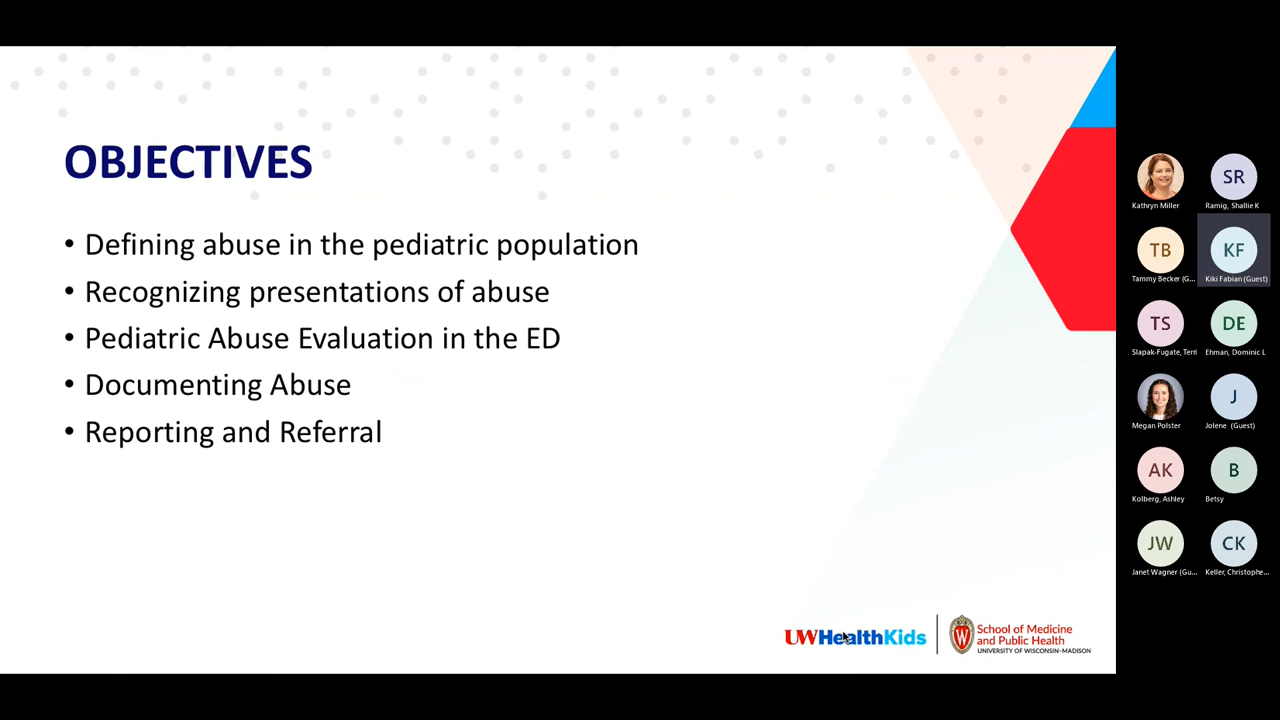 OBJECTIVES
• Defining abuse in the pediatric population
• Recognizing presentations of abuse
• Pediatric Abuse Evaluation in the ED
• Documenting Abuse
• Reporting and Referral
UWHealthKids
W
School of Medicine
and Public Health
UNIVERSITY OF WISCONSIN-MADISON
Kathryn Miller
SR
Ramig, Shallie K
TB
Tammy Becker (G...
KF
Kiki Fabian (Guest)
TS
Slapak-Fugate, Terri
DE
Ehman, Dominic L
Megan Polster
J
Jolene (Guest)
AK
Kolberg, Ashley
B
Betsy
JW
Janet Wagner (Gu...
CK
Keller, Christophe...